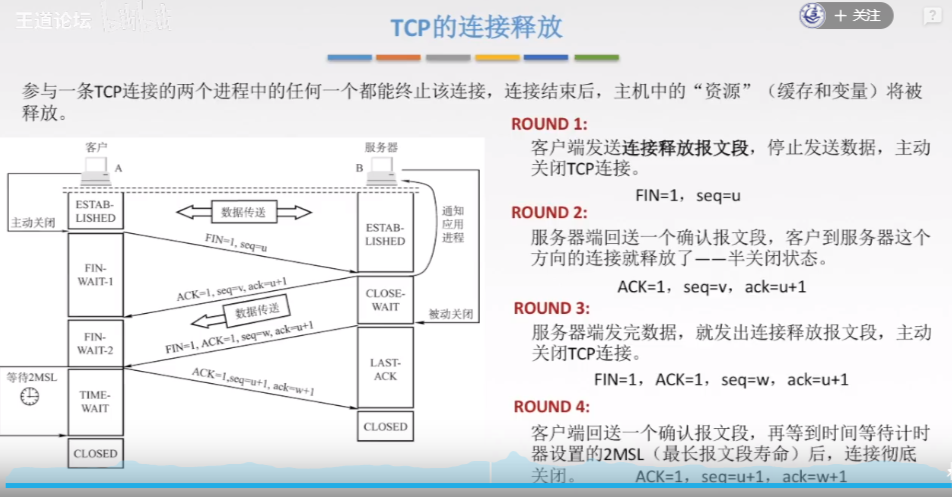 王道论坛
+ 关注
?
TCP的连接释放
参与一条TCP连接的两个进程中的任何一个都能终止该连接，连接结束后，主机中的“资源”（缓存和变量）将被
释放。
客户
A
服务器
B
主动关闭
ESTAB-
LISHED
数据传送
ESTAB-
LISHED
通知
应用
进程
FIN=1, seq=u
FIN-
WAIT-1
ACK=1, seq=v, ack=u+1
CLOSE-
WAIT
数据传送
被动关闭
FIN-
WAIT-2
FIN=1, ACK=1, seq=w, ack=u+1
LAST-
ACK
等待2MSL
ACK=1,seq=u+1, ack=w+1
TIME-
WAIT
CLOSED
CLOSED
ROUND 1:
客户端发送连接释放报文段，停止发送数据，主动
关闭TCP连接。
FIN=1，seq=u
ROUND 2:
服务器端回送一个确认报文段，客户到服务器这个
方向的连接就释放了——半关闭状态。
ACK=1，seq=v，ack=u+1
ROUND 3:
服务器端发完数据，就发出连接释放报文段，主动
关闭TCP连接。
FIN=1，ACK=1，seq=w，ack=u+1
ROUND 4:
客户端回送一个确认报文段，再等到时间等待计时
器设置的2MSL（最长报文段寿命）后，连接彻底
关闭。 ACK=1，seq=u+1，ack=w+1